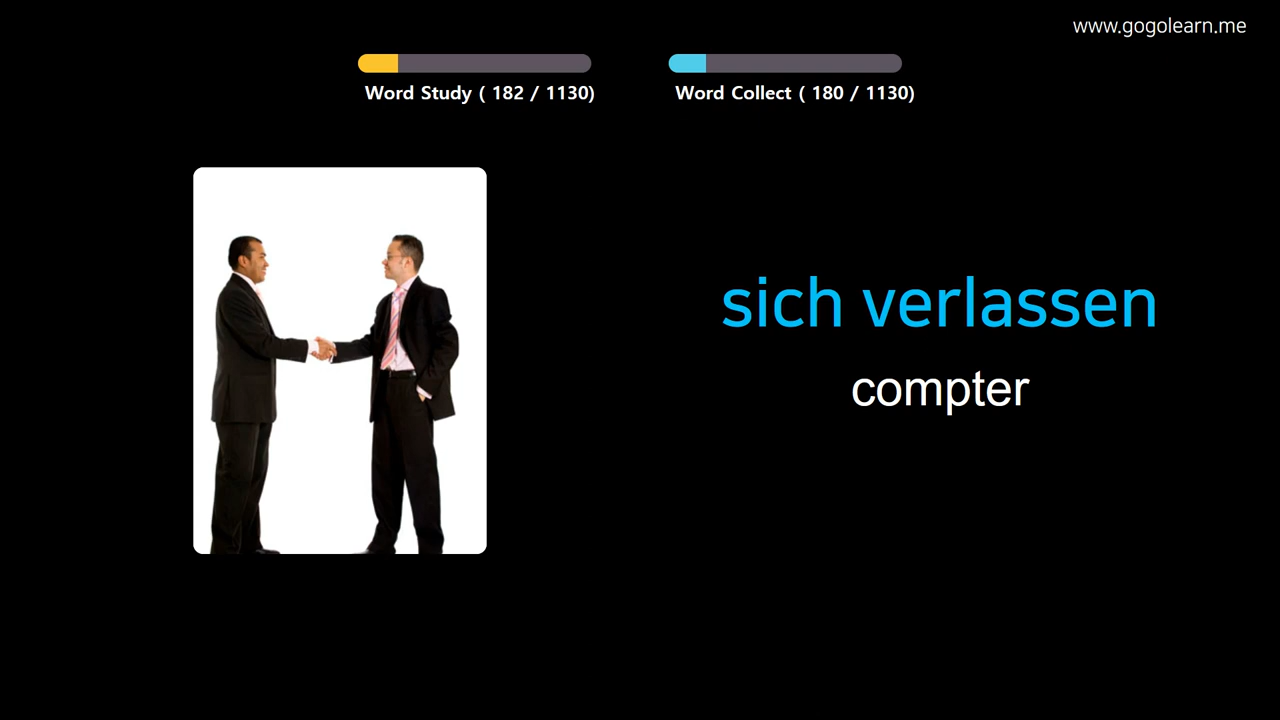 www.gogolearn.me
Word Study ( 182 / 1130)
Word Collect ( 180 / 1130)
sich verlassen
compter